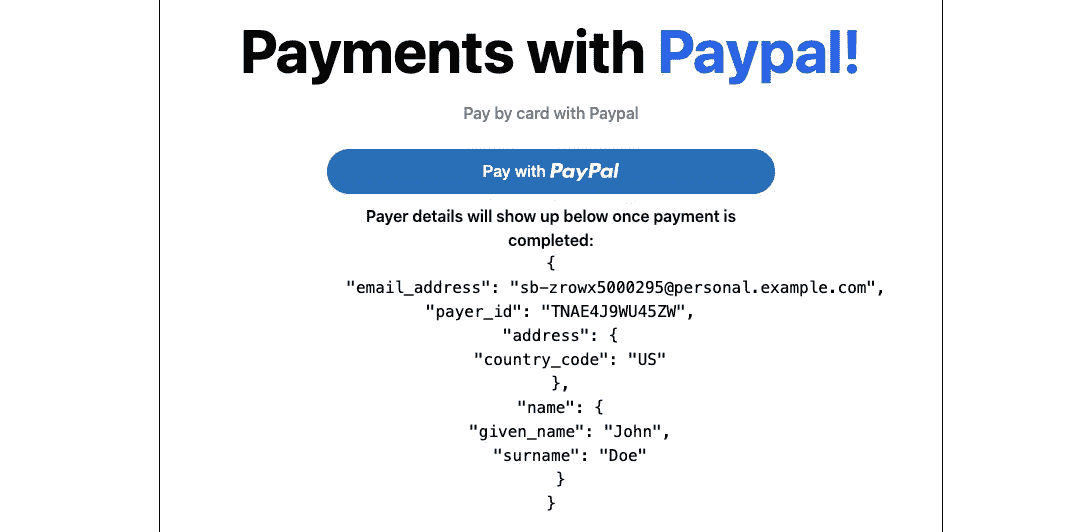 Payments with Paypal!
Pay by card with Paypal
Pay with PayPal
Payer details will show up below once payment is
completed:
{
"email_address": "sb-zrowx5000295@personal.example.com",
"payer_id": "TNAE4J9WU45ZW",
"address": {
"country_code": "US"
},
"name": {
"given_name": "John",
"surname": "Doe"
}
}